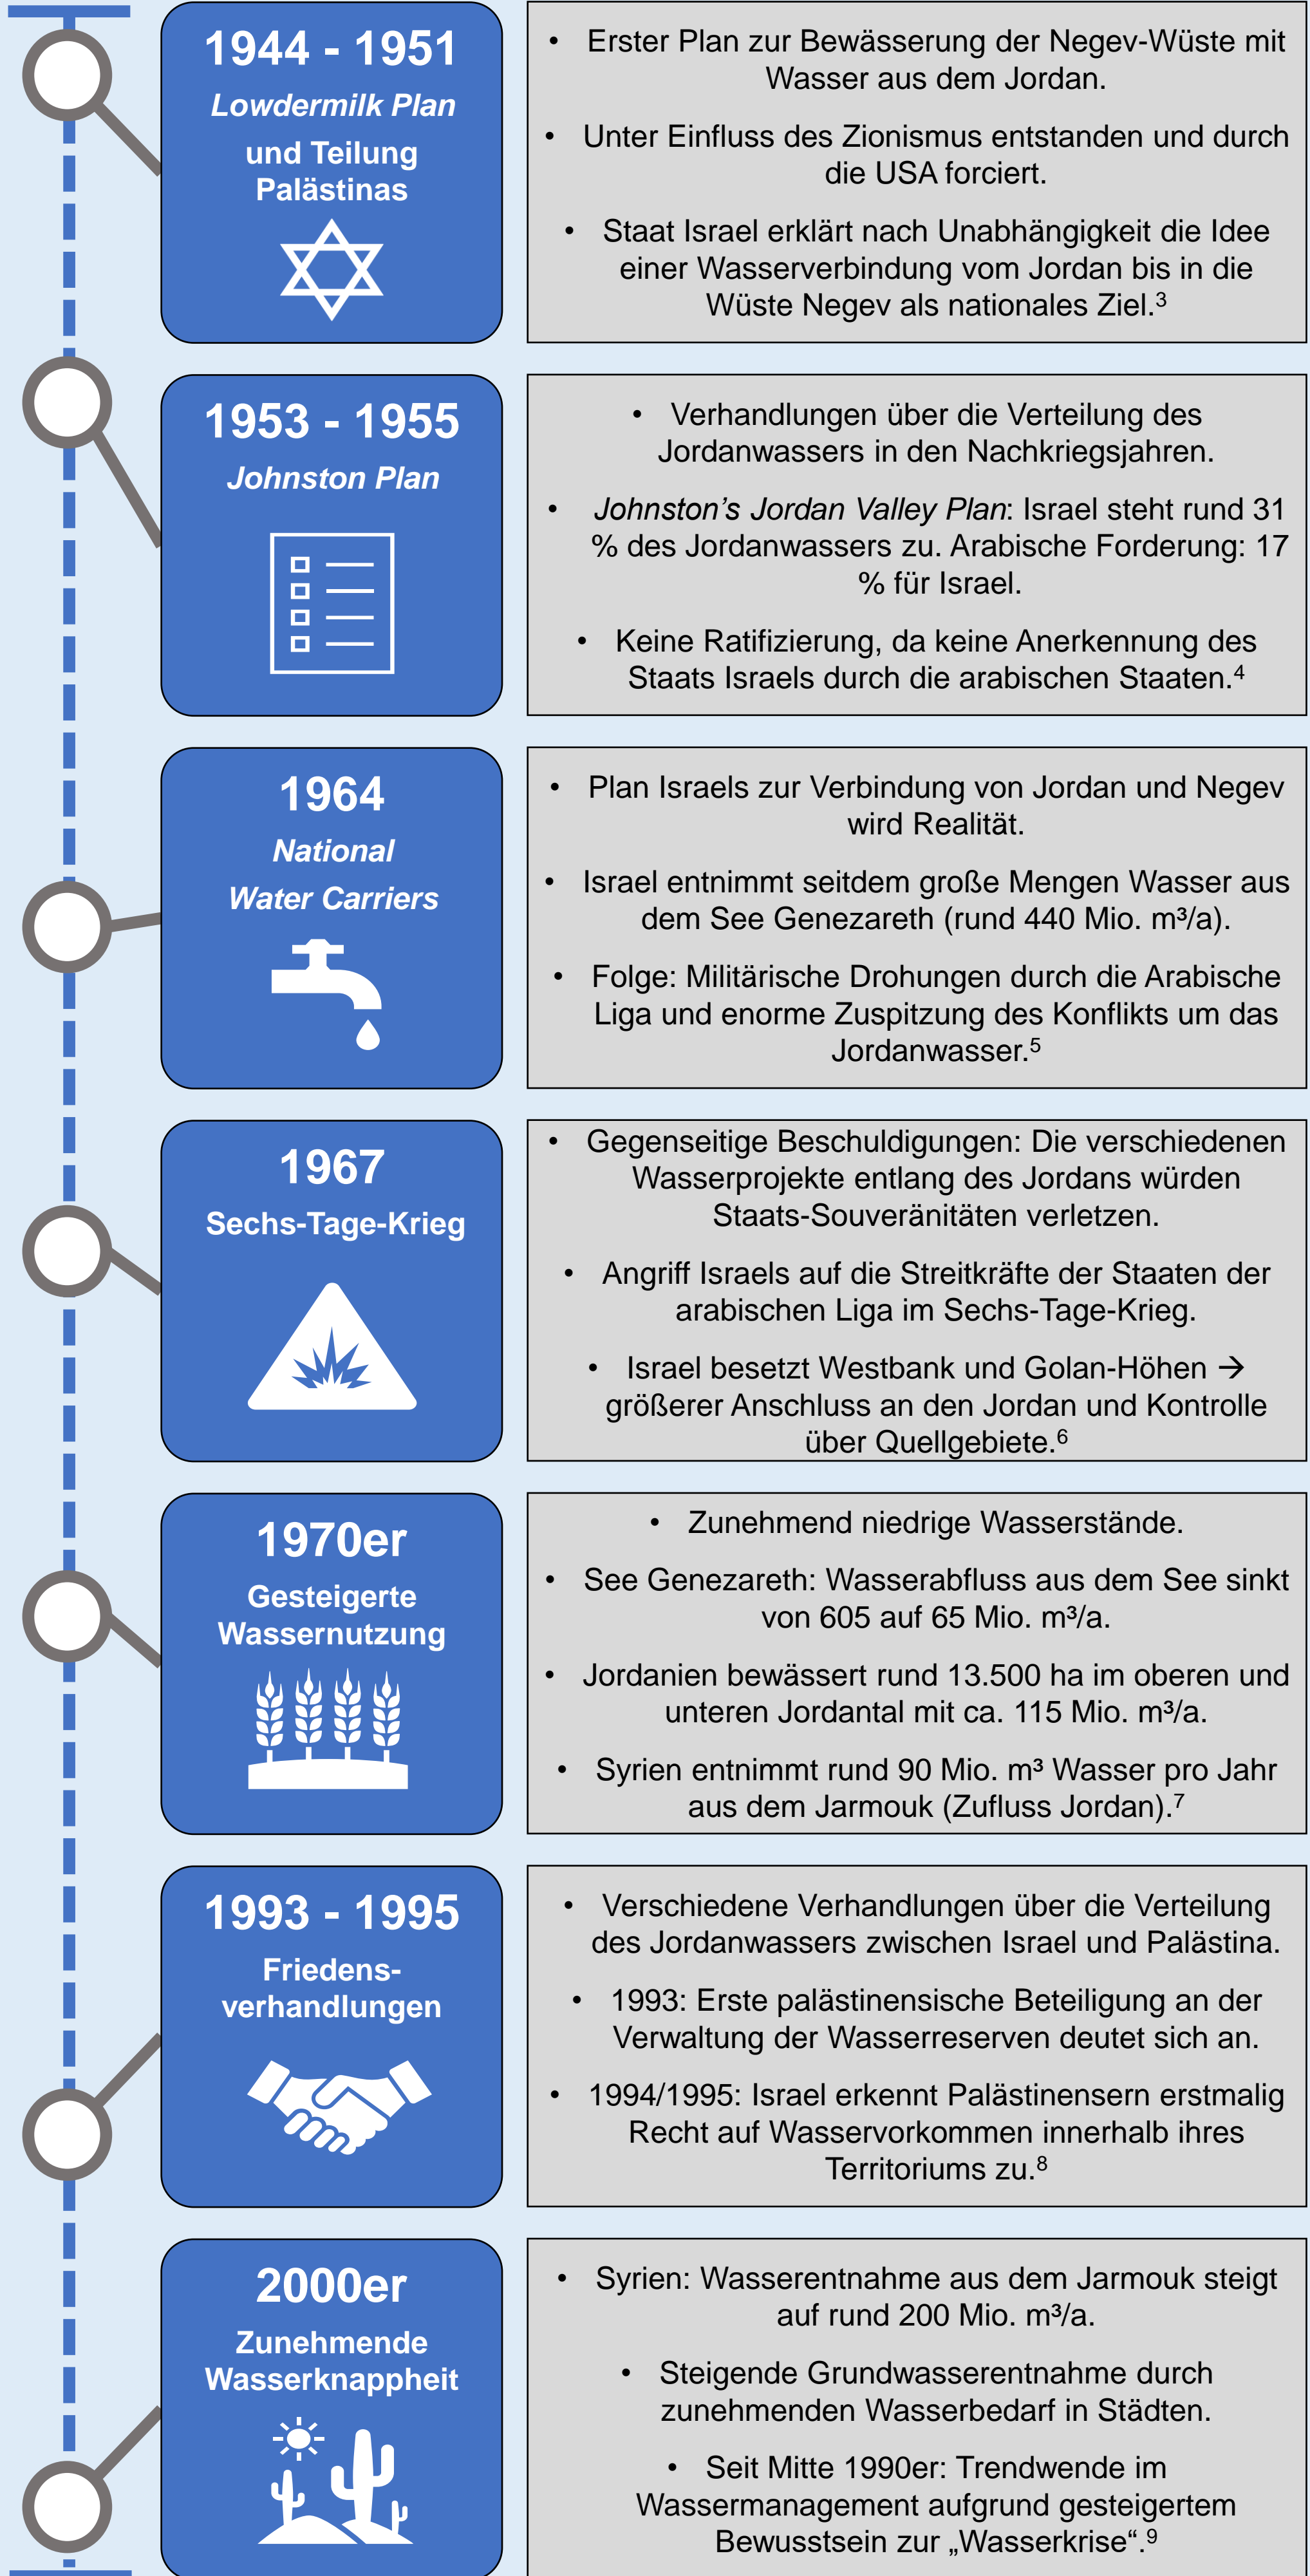 1944 - 1951
Lowdermilk Plan
und Teilung
Palästinas
• Erster Plan zur Bewässerung der Negev-Wüste mit
Wasser aus dem Jordan.
• Unter Einfluss des Zionismus entstanden und durch
die USA forciert.
• Staat Israel erklärt nach Unabhängigkeit die Idee
einer Wasserverbindung vom Jordan bis in die
Wüste Negev als nationales Ziel.³
1953 - 1955
Johnston Plan
• Verhandlungen über die Verteilung des
Jordanwassers in den Nachkriegsjahren.
• Johnston’s Jordan Valley Plan: Israel steht rund 31
% des Jordanwassers zu. Arabische Forderung: 17
% für Israel.
• Keine Ratifizierung, da keine Anerkennung des
Staats Israels durch die arabischen Staaten.⁴
1964
National
Water Carriers
• Plan Israels zur Verbindung von Jordan und Negev
wird Realität.
• Israel entnimmt seitdem große Mengen Wasser aus
dem See Genezareth (rund 440 Mio. m³/a).
• Folge: Militärische Drohungen durch die Arabische
Liga und enorme Zuspitzung des Konflikts um das
Jordanwasser.⁵
1967
Sechs-Tage-Krieg
• Gegenseitige Beschuldigungen: Die verschiedenen
Wasserprojekte entlang des Jordans würden
Staats-Souveränitäten verletzen.
• Angriff Israels auf die Streitkräfte der Staaten der
arabischen Liga im Sechs-Tage-Krieg.
• Israel besetzt Westbank und Golan-Höhen →
größerer Anschluss an den Jordan und Kontrolle
über Quellgebiete.⁶
1970er
Gesteigerte
Wassernutzung
• Zunehmend niedrige Wasserstände.
• See Genezareth: Wasserabfluss aus dem See sinkt
von 605 auf 65 Mio. m³/a.
• Jordanien bewässert rund 13.500 ha im oberen und
unteren Jordantal mit ca. 115 Mio. m³/a.
• Syrien entnimmt rund 90 Mio. m³ Wasser pro Jahr
aus dem Jarmouk (Zufluss Jordan).⁷
1993 - 1995
Friedens-
verhandlungen
• Verschiedene Verhandlungen über die Verteilung
des Jordanwassers zwischen Israel und Palästina.
• 1993: Erste palästinensische Beteiligung an der
Verwaltung der Wasserreserven deutet sich an.
• 1994/1995: Israel erkennt Palästinensern erstmalig
Recht auf Wasservorkommen innerhalb ihres
Territoriums zu.⁸
2000er
Zunehmende
Wasserknappheit
• Syrien: Wasserentnahme aus dem Jarmouk steigt
auf rund 200 Mio. m³/a.
• Steigende Grundwasserentnahme durch
zunehmenden Wasserbedarf in Städten.
• Seit Mitte 1990er: Trendwende im
Wassermanagement aufgrund gesteigertem
Bewusstsein zur „Wasserkrise“.⁹